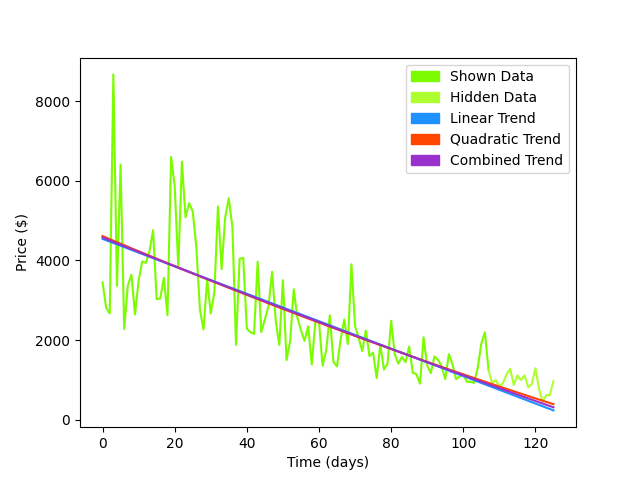 Shown Data
Hidden Data
Linear Trend
Quadratic Trend
Combined Trend
8000
6000
4000
2000
0
Price ($)
0 20 40 60 80 100 120
Time (days)